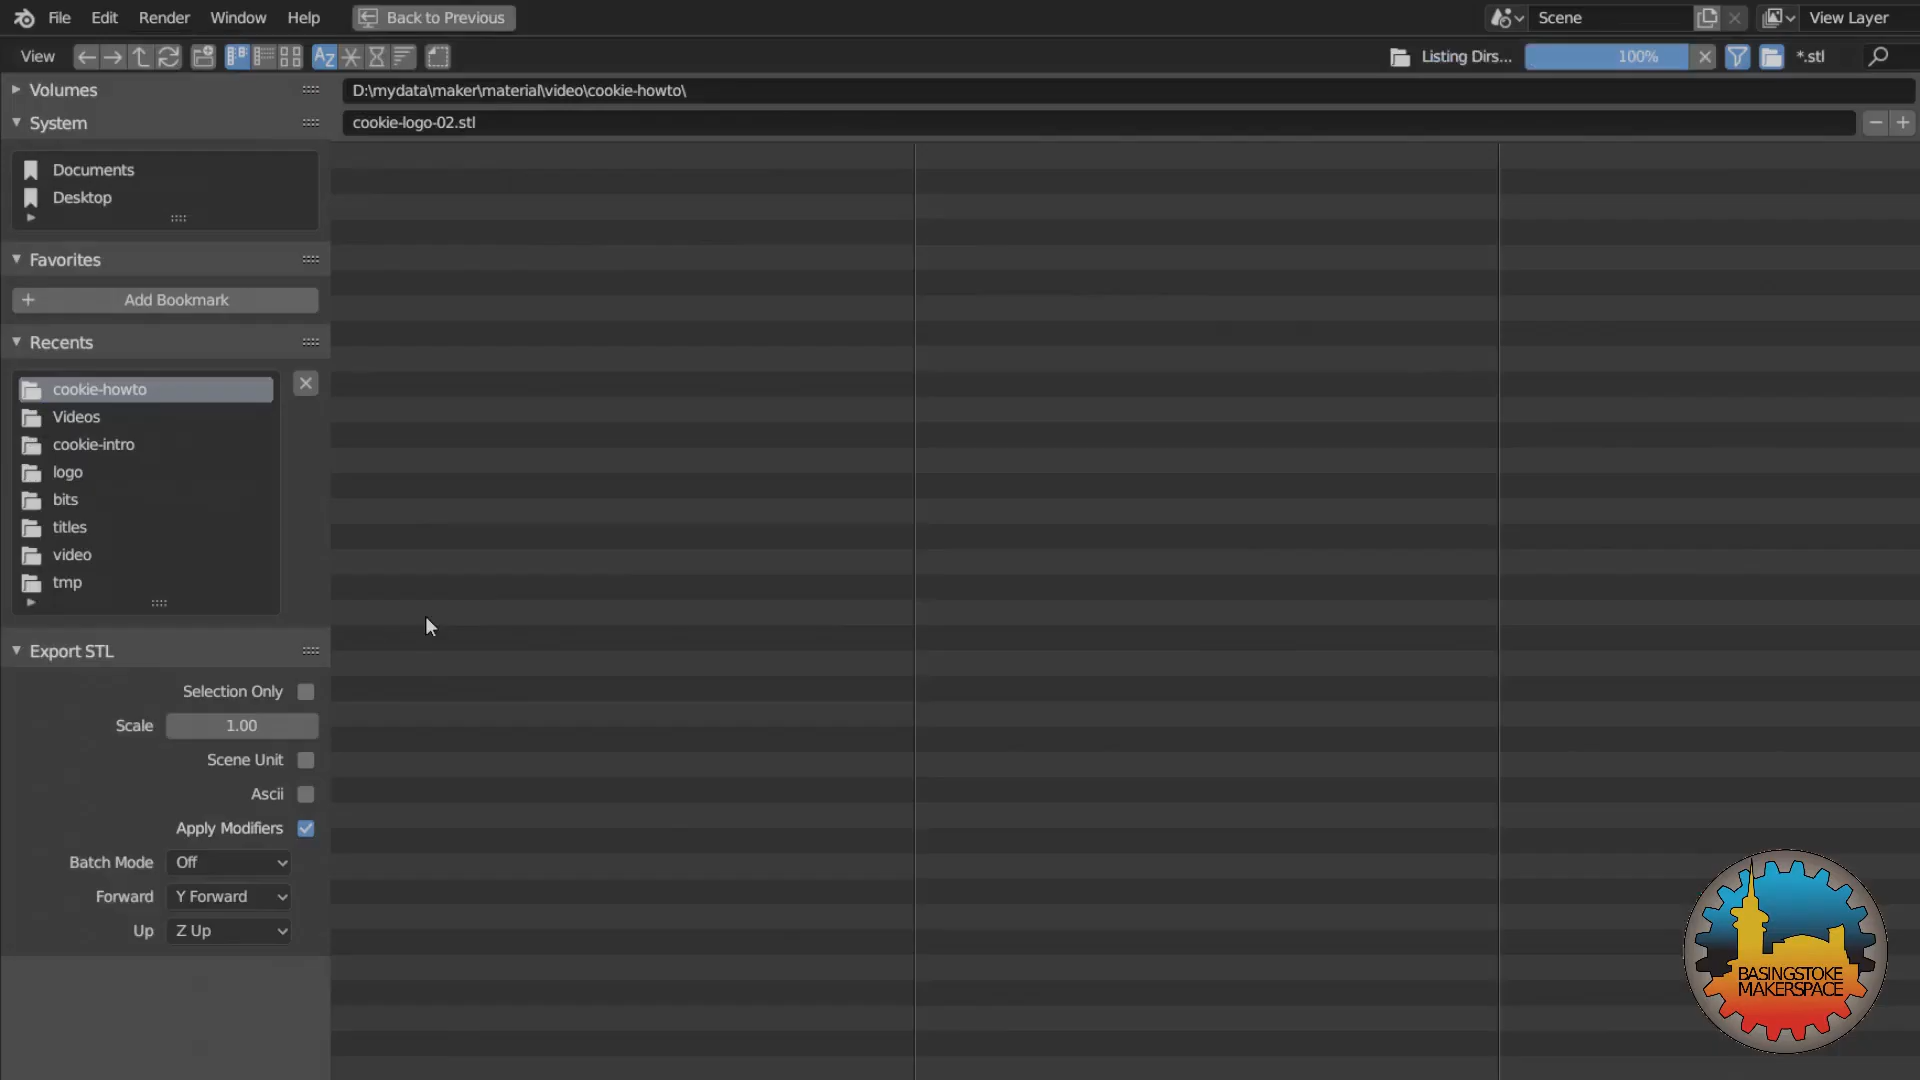 File Edit Render Window Help Back to Previous Scene View Layer
View Listing Dirs... 100% *.stl
Volumes D:\mydata\maker\material\video\cookie-howto\
System cookie-logo-02.stl
Documents
Desktop
Favorites
Add Bookmark
Recents
cookie-howto
Videos
cookie-intro
logo
bits
titles
video
tmp
Export STL
Selection Only
Scale 1.00
Scene Unit
Ascii
Apply Modifiers
Batch Mode Off
Forward Y Forward
Up Z Up
BASINGSTOKE
MAKERSPACE